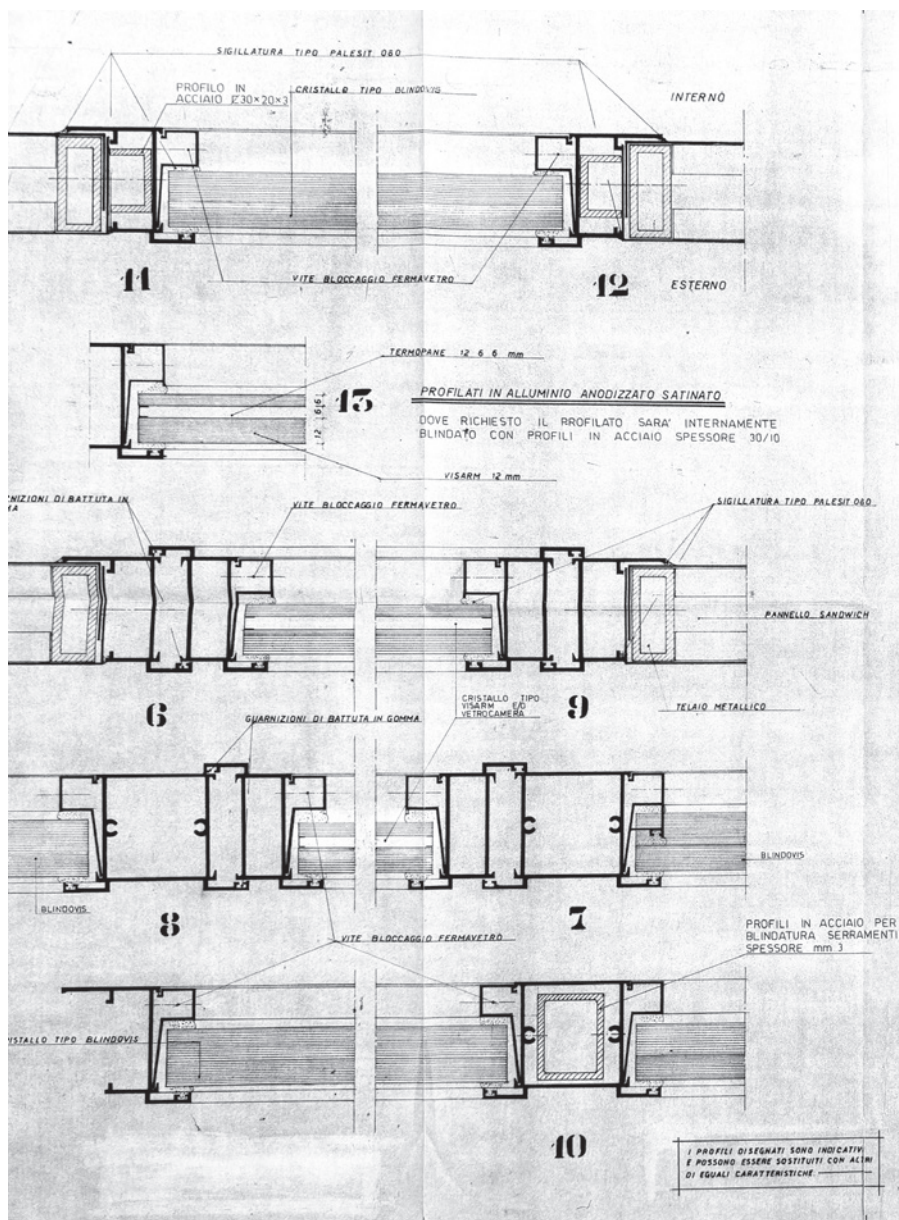 SIGILLATURA TIPO PALESIT 060
PROFILO IN
ACCIAIO 30×20×3
CRISTALLO TIPO BLINDOVIS
INTERNO
11
VITE BLOCCAGGIO FERMAVETRO
12
ESTERNO
TERMOPANE 12 6 6 mm
13
12 6 6
PROFILATI IN ALLUMINIO ANODIZZATO SATINATO
DOVE RICHIESTO IL RROFILATO SARA' INTERNAMENTE
BLINDATO CON PROFILI IN ACCIAIO SPESSORE 30/10
VISARM 12 mm
NIZIONI DI BATTUTA IN
MA
VITE BLOCCAGGIO FERMAVETRO
SIGILLATURA TIPO PALESIT 060
PANNELLO SANDWICH
6
CRISTALLO TIPO
VISARM E/O
VETROCAMERA
9
TELAIO METALLICO
GUARNIZIONI DI BATTUTA IN GOMMA
BLINDOVIS
BLINDOVIS
8
7
VITE BLOCCAGGIO FERMAVETRO
PROFILI IN ACCIAIO PER
BLINDATURA SERRAMENTI
SPESSORE mm 3
ISTALLO TIPO BLINDOVIS
10
I PROFILI DISEGNATI SONO INDICATIVI
E POSSONO ESSERE SOSTITUITI CON ALTRI
DI EGUALI CARATTERISTICHE